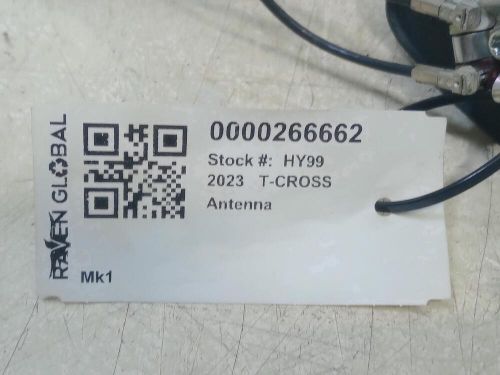 RAVEN GLOBAL
0000266662
Stock #: HY99
2023 T-CROSS
Antenna
Mk1